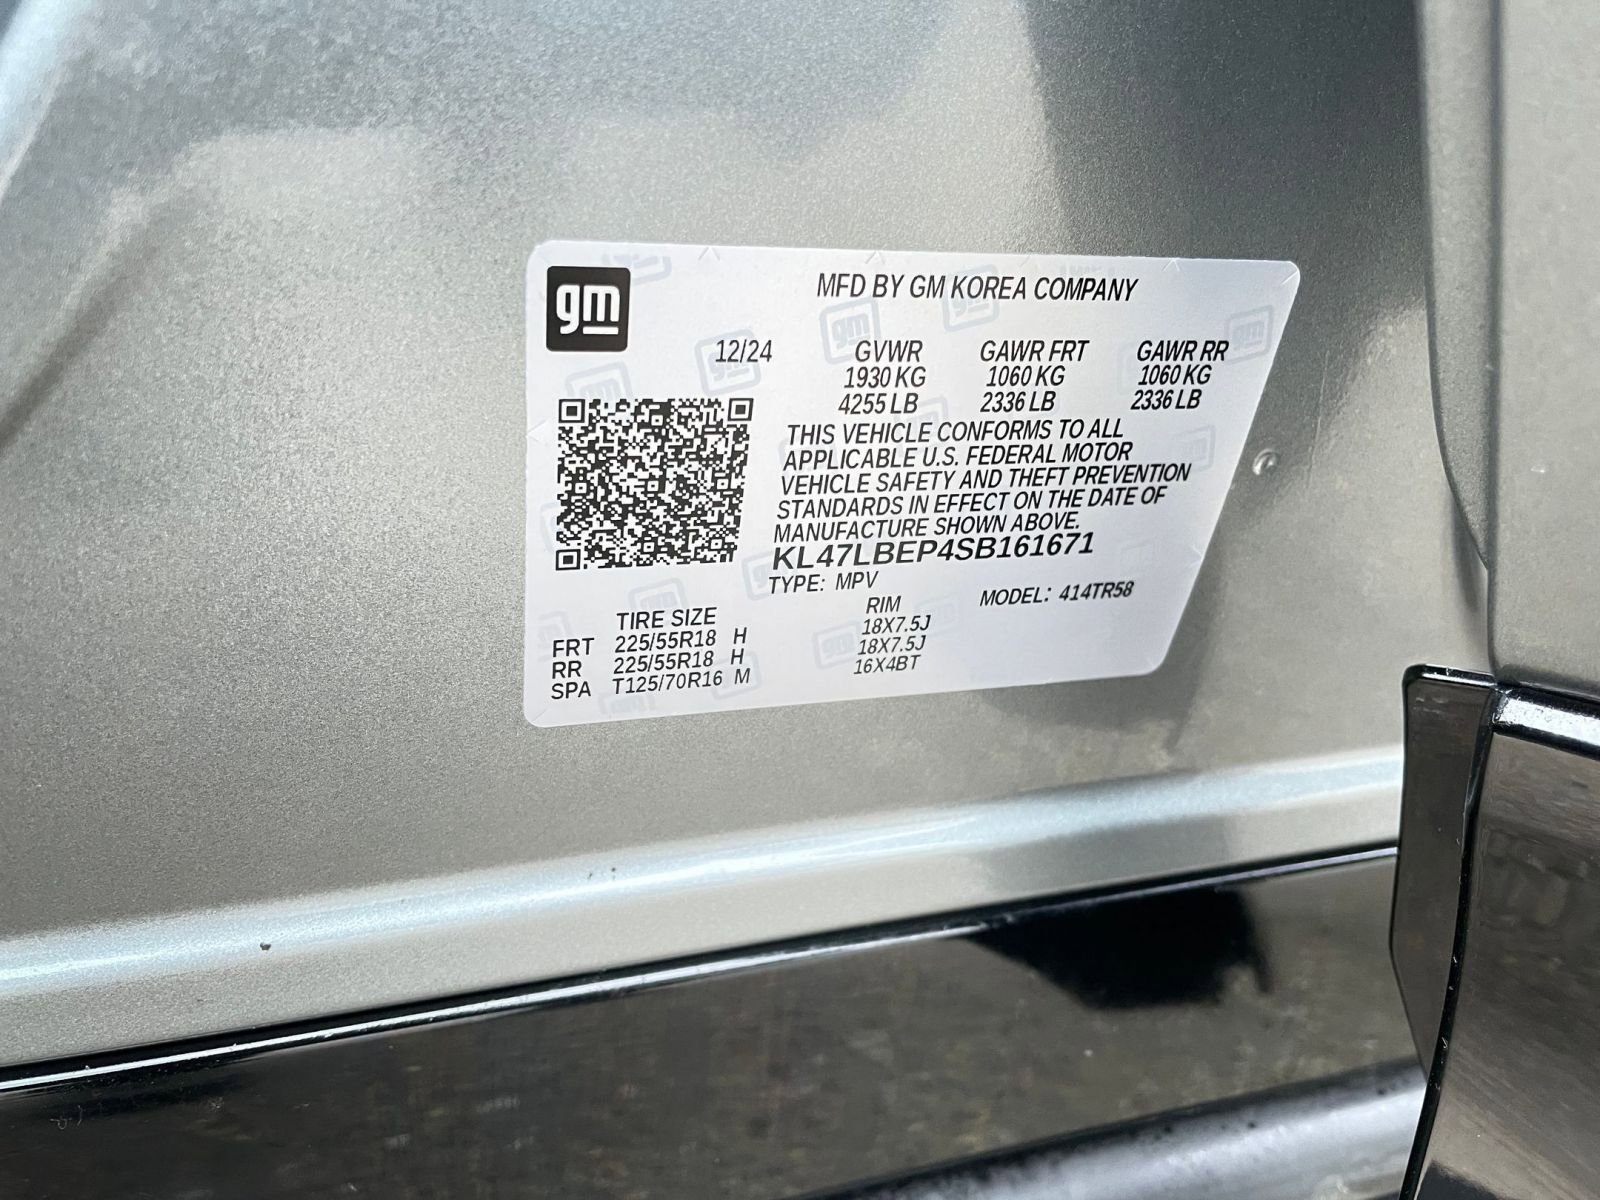 gm
MFD BY GM KOREA COMPANY
12/24 GVWR GAWR FRT GAWR RR
1930 KG 1060 KG 1060 KG
4255 LB 2336 LB 2336 LB
THIS VEHICLE CONFORMS TO ALL
APPLICABLE U.S. FEDERAL MOTOR
VEHICLE SAFETY AND THEFT PREVENTION
STANDARDS IN EFFECT ON THE DATE OF
MANUFACTURE SHOWN ABOVE.
KL47LBEP4SB161671
TYPE: MPV MODEL: 414TR58
TIRE SIZE RIM
FRT 225/55R18 H 18X7.5J
RR 225/55R18 H 18X7.5J
SPA T125/70R16 M 16X4BT